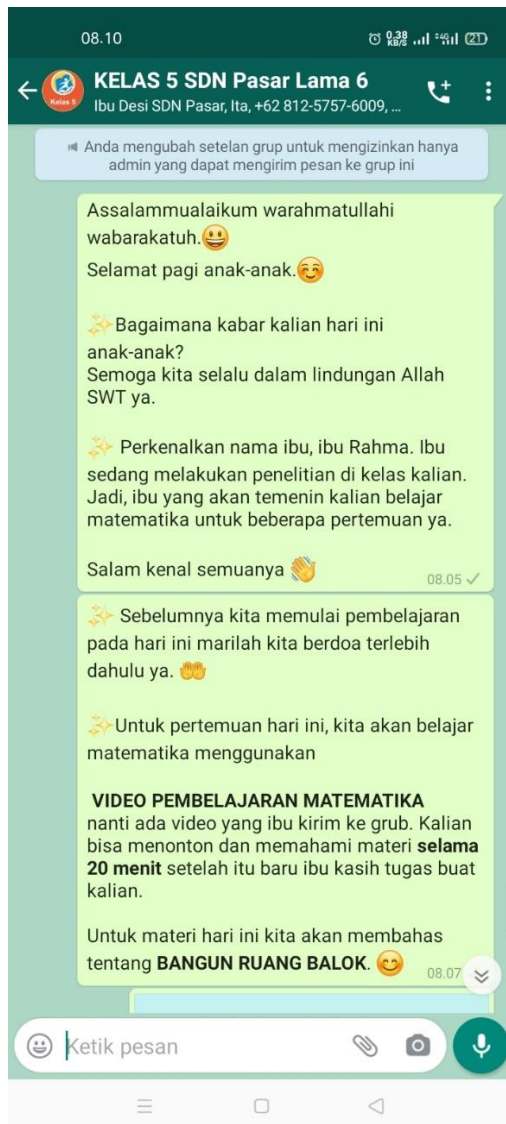 08.10
0,38 KB/S 4G 21
KELAS 5 SDN Pasar Lama 6
Ibu Desi SDN Pasar, Ita, +62 812-5757-6009, ...
Kelas 5
Anda mengubah setelan grup untuk mengizinkan hanya
admin yang dapat mengirim pesan ke grup ini
Assalammualaikum warahmatullahi
wabarakatuh.😃
Selamat pagi anak-anak.☺️
✨Bagaimana kabar kalian hari ini
anak-anak?
Semoga kita selalu dalam lindungan Allah
SWT ya.
✨ Perkenalkan nama ibu, ibu Rahma. Ibu
sedang melakukan penelitian di kelas kalian.
Jadi, ibu yang akan temenin kalian belajar
matematika untuk beberapa pertemuan ya.
Salam kenal semuanya 👋
08.05
✨ Sebelumnya kita memulai pembelajaran
pada hari ini marilah kita berdoa terlebih
dahulu ya. 🤲
✨Untuk pertemuan hari ini, kita akan belajar
matematika menggunakan
VIDEO PEMBELAJARAN MATEMATIKA
nanti ada video yang ibu kirim ke grub. Kalian
bisa menonton dan memahami materi selama
20 menit setelah itu baru ibu kasih tugas buat
kalian.
Untuk materi hari ini kita akan membahas
tentang BANGUN RUANG BALOK. 😊
08.07
Ketik pesan